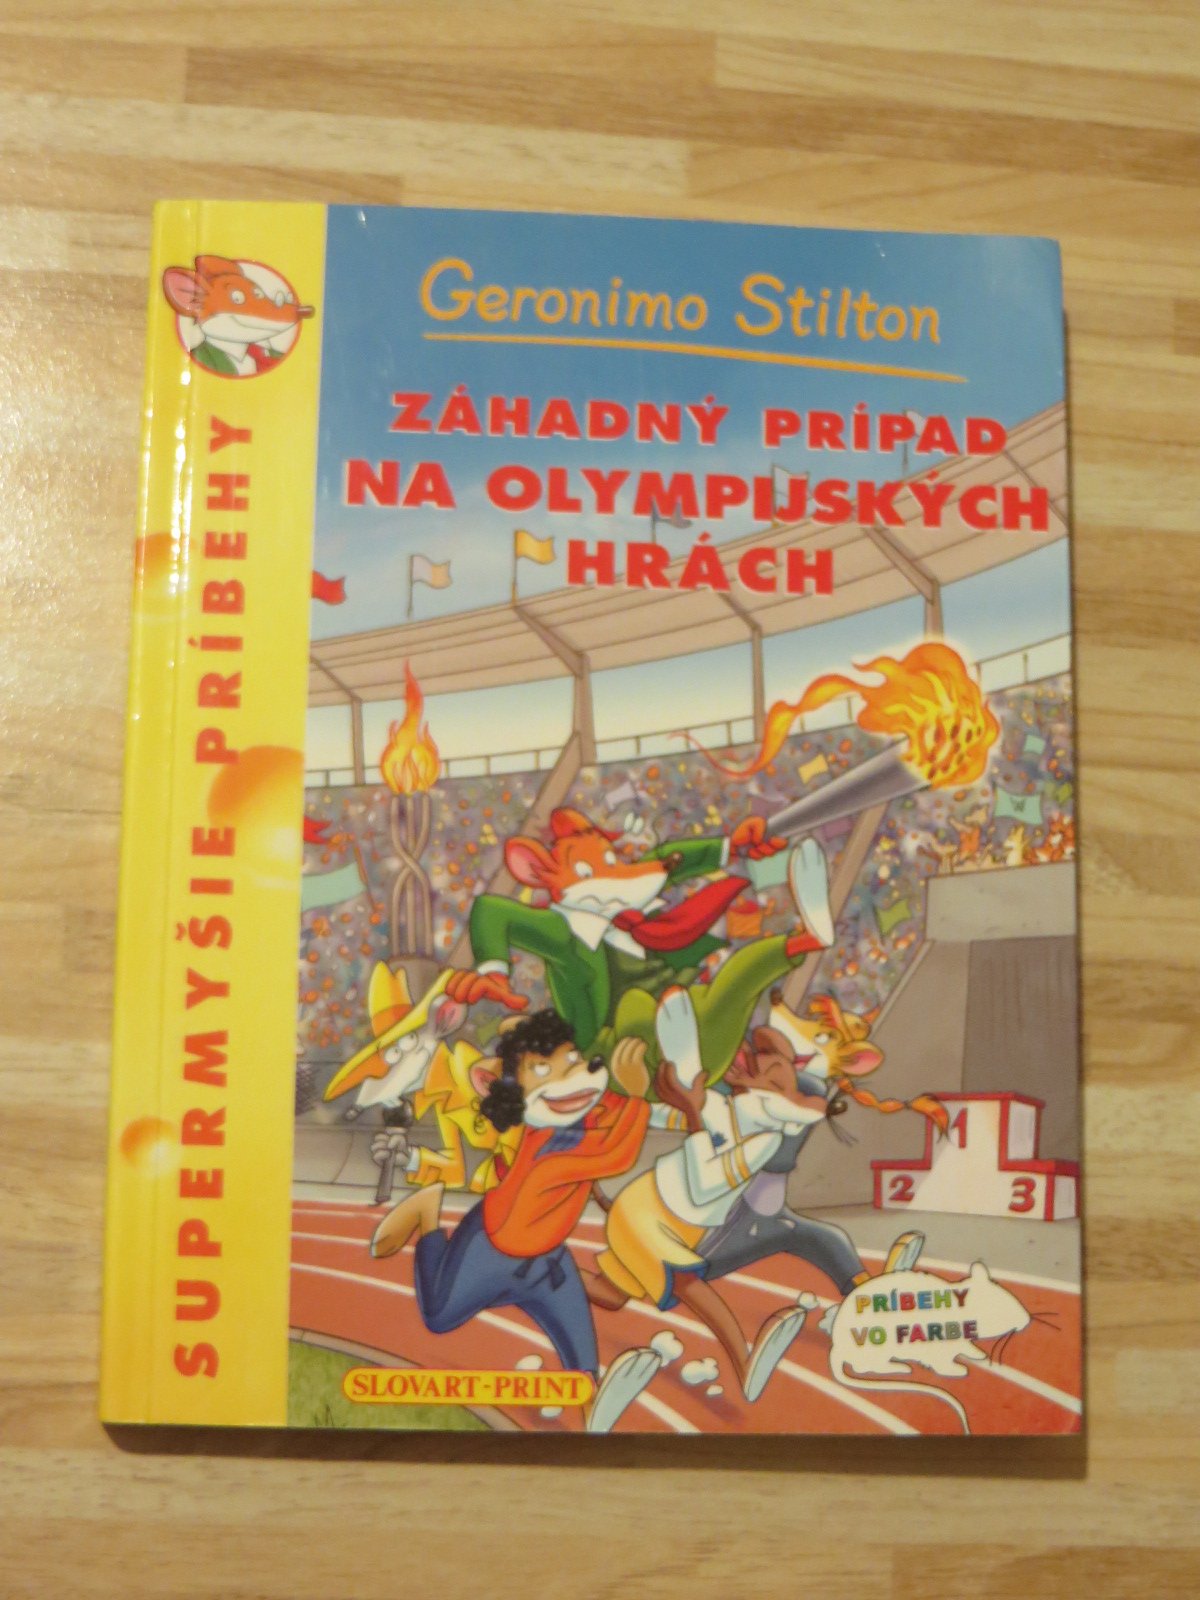 Geronimo Stilton
ZÁHADNÝ PRÍPAD
NA OLYMPIJSKÝCH
HRÁCH
SUPERMYŠIE PRÍBEHY
1
2
3
PRÍBEHY
VO FARBE
SLOVART-PRINT